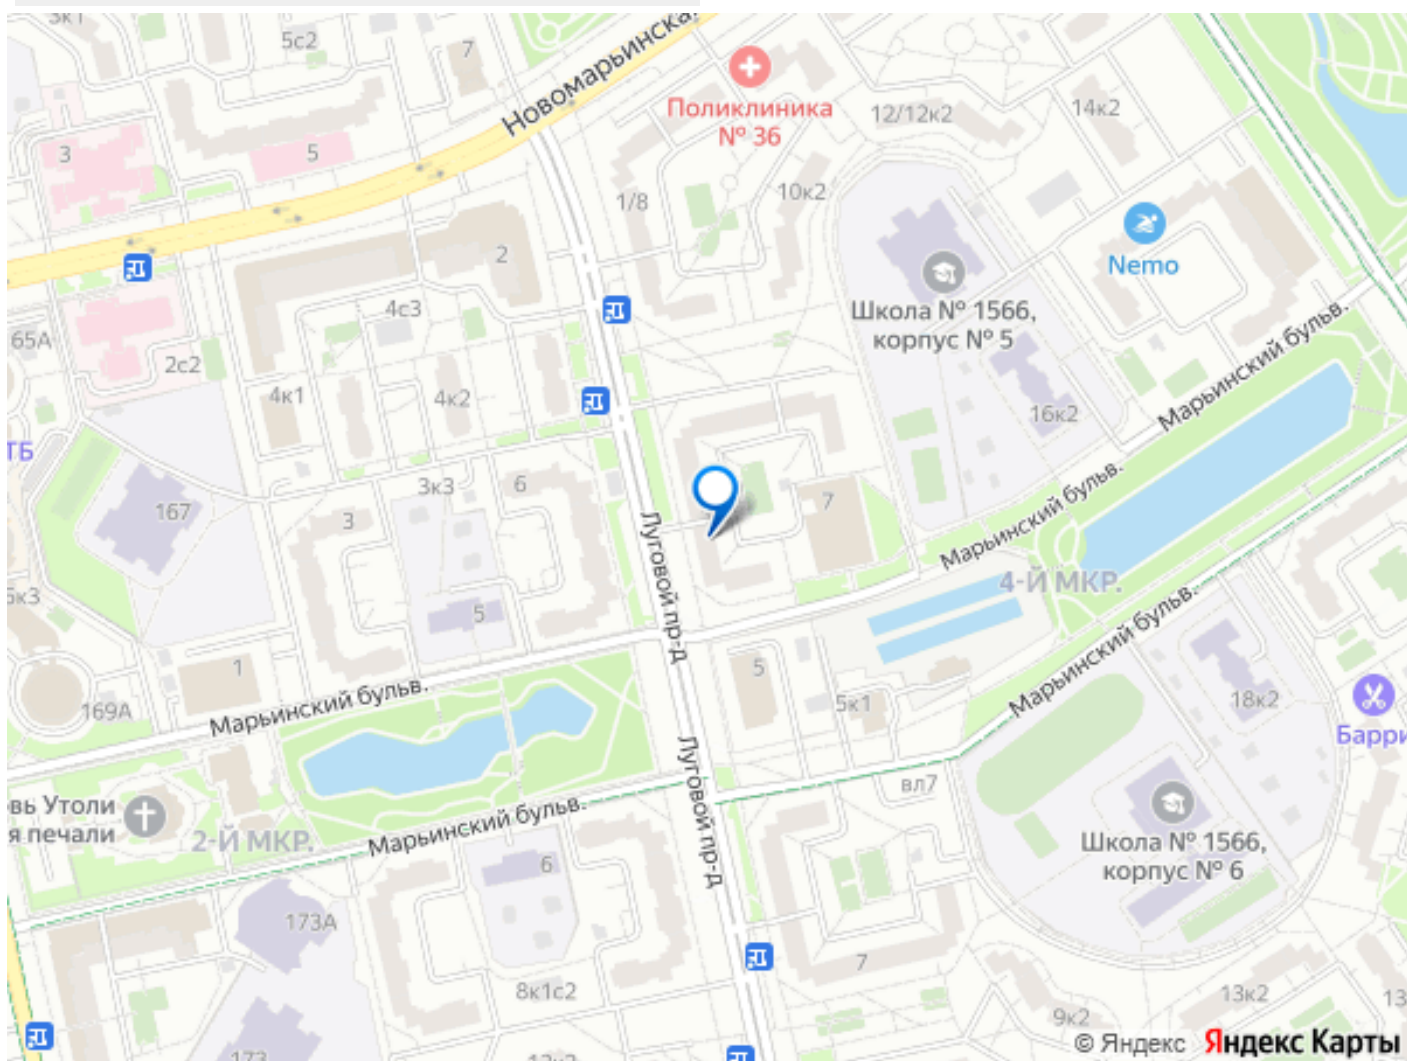 3к1
5с2
7
Новомарьинска
Поликлиника
№ 36
12/12к2
14к2
3
5
1/8
10к2
2
Nemo
4с3
Школа № 1566,
корпус № 5
65А
2с2
4к1
4к2
16к2
Марьинский бульв.
ТБ
3к3
6
7
Марьинский бульв.
167
3
Луговой пр-д
Марьинский бульв.
4-Й МКР.
5к3
5
Марьинский бульв.
1
5
169А
Марьинский бульв.
5к1
18к2
Барри
Луговой пр-д
вл7
вь Утоли
я печали
2-Й МКР.
Марьинский бульв.
Школа № 1566,
корпус № 6
6
173А
7
8к1с2
13к2
13
9к2
173
© Яндекс Яндекс Карты